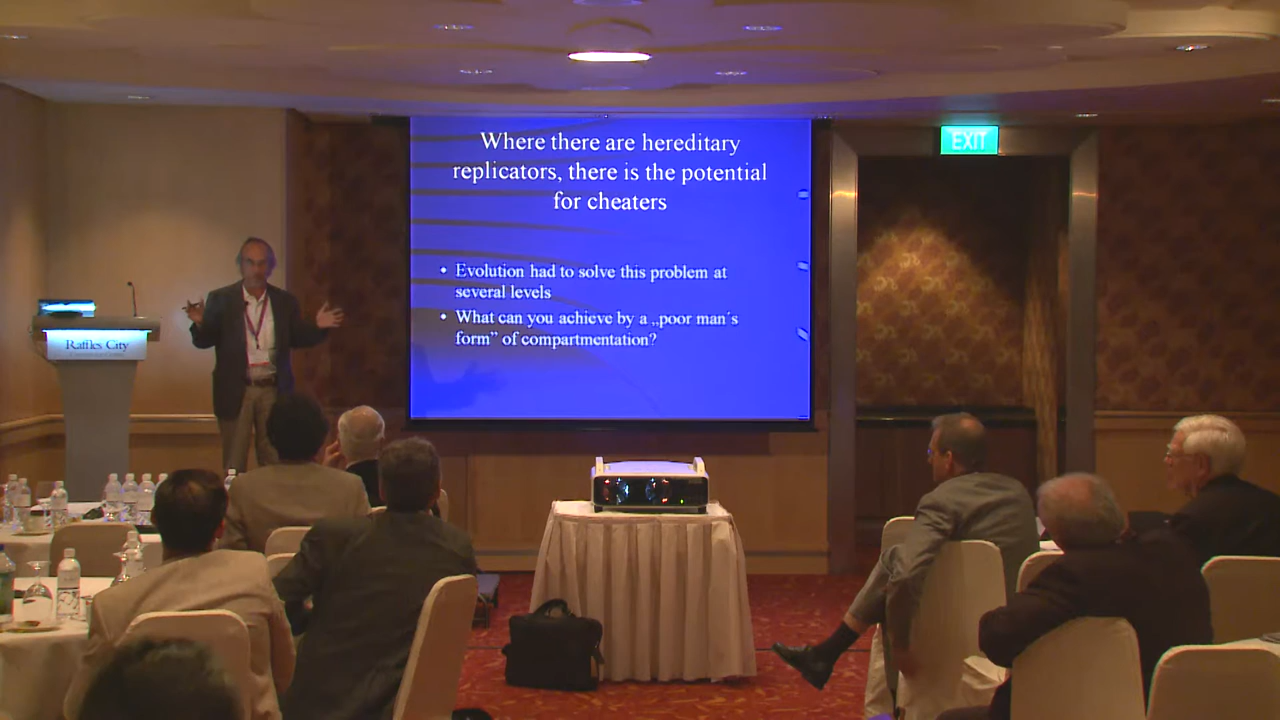 Where there are hereditary
replicators, there is the potential
for cheaters
• Evolution had to solve this problem at
several levels
• What can you achieve by a „poor man´s
form” of compartmentation?
EXIT
Raffles City